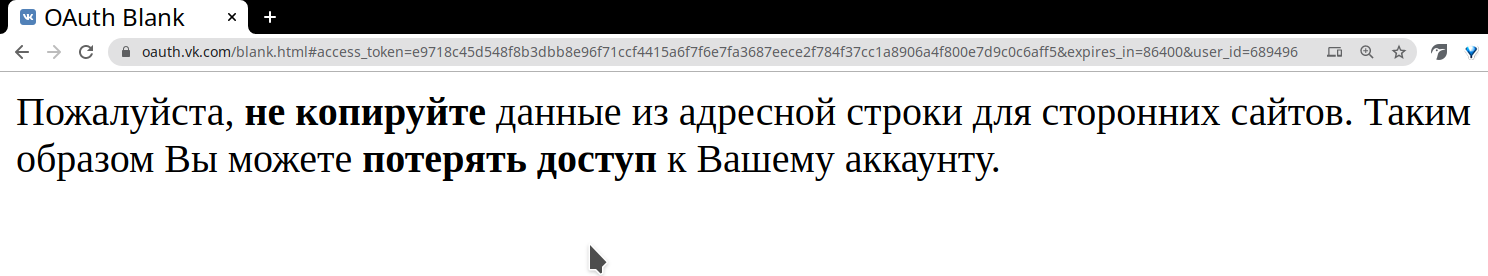 OAuth Blank
oauth.vk.com/blank.html#access_token=e9718c45d548f8b3dbb8e96f71ccf4415a6f7f6e7fa3687eece2f784f37cc1a8906a4f800e7d9c0c6aff5&expires_in=86400&user_id=689496
Пожалуйста, не копируйте данные из адресной строки для сторонних сайтов. Таким
образом Вы можете потерять доступ к Вашему аккаунту.